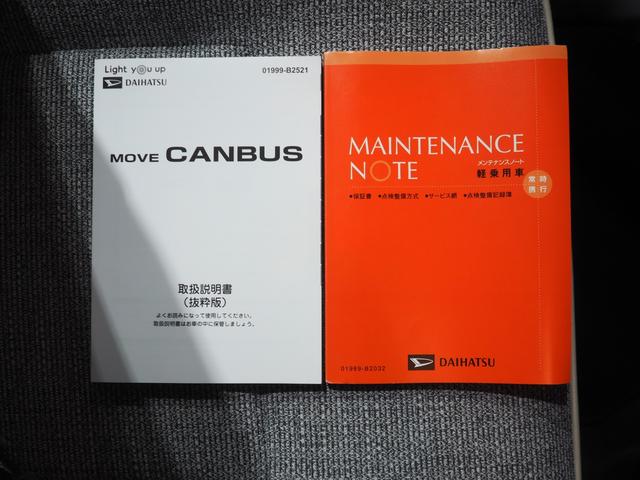 Light you up
DAIHATSU
01999-B2521
MOVE CANBUS
取扱説明書
(抜粋版)
よくお読みになって使用してください。
取扱説明書はお車の中に保管しましょう。
MAINTENANCE
NOTE
メンテナンスノート
軽乗用車
常時
携行
●保証書 ●点検整備方式 ●サービス網 ●点検整備記録簿
01999-B2032
DAIHATSU